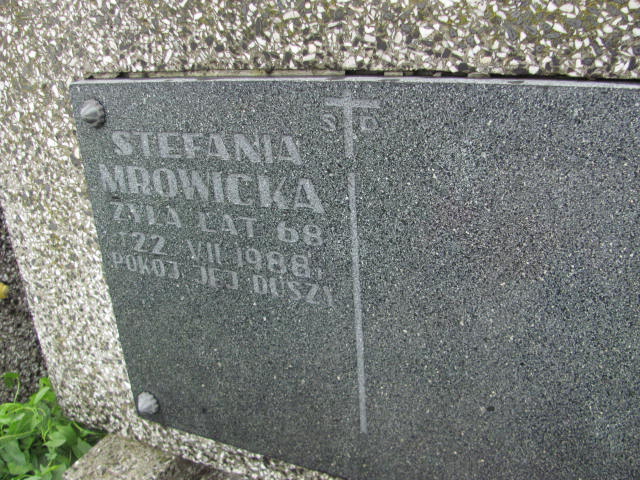 S P
STEFANIA
MROWICKA
ŻYŁA LAT 68
†22 VII 1988
POKÓJ JEJ DUSZY